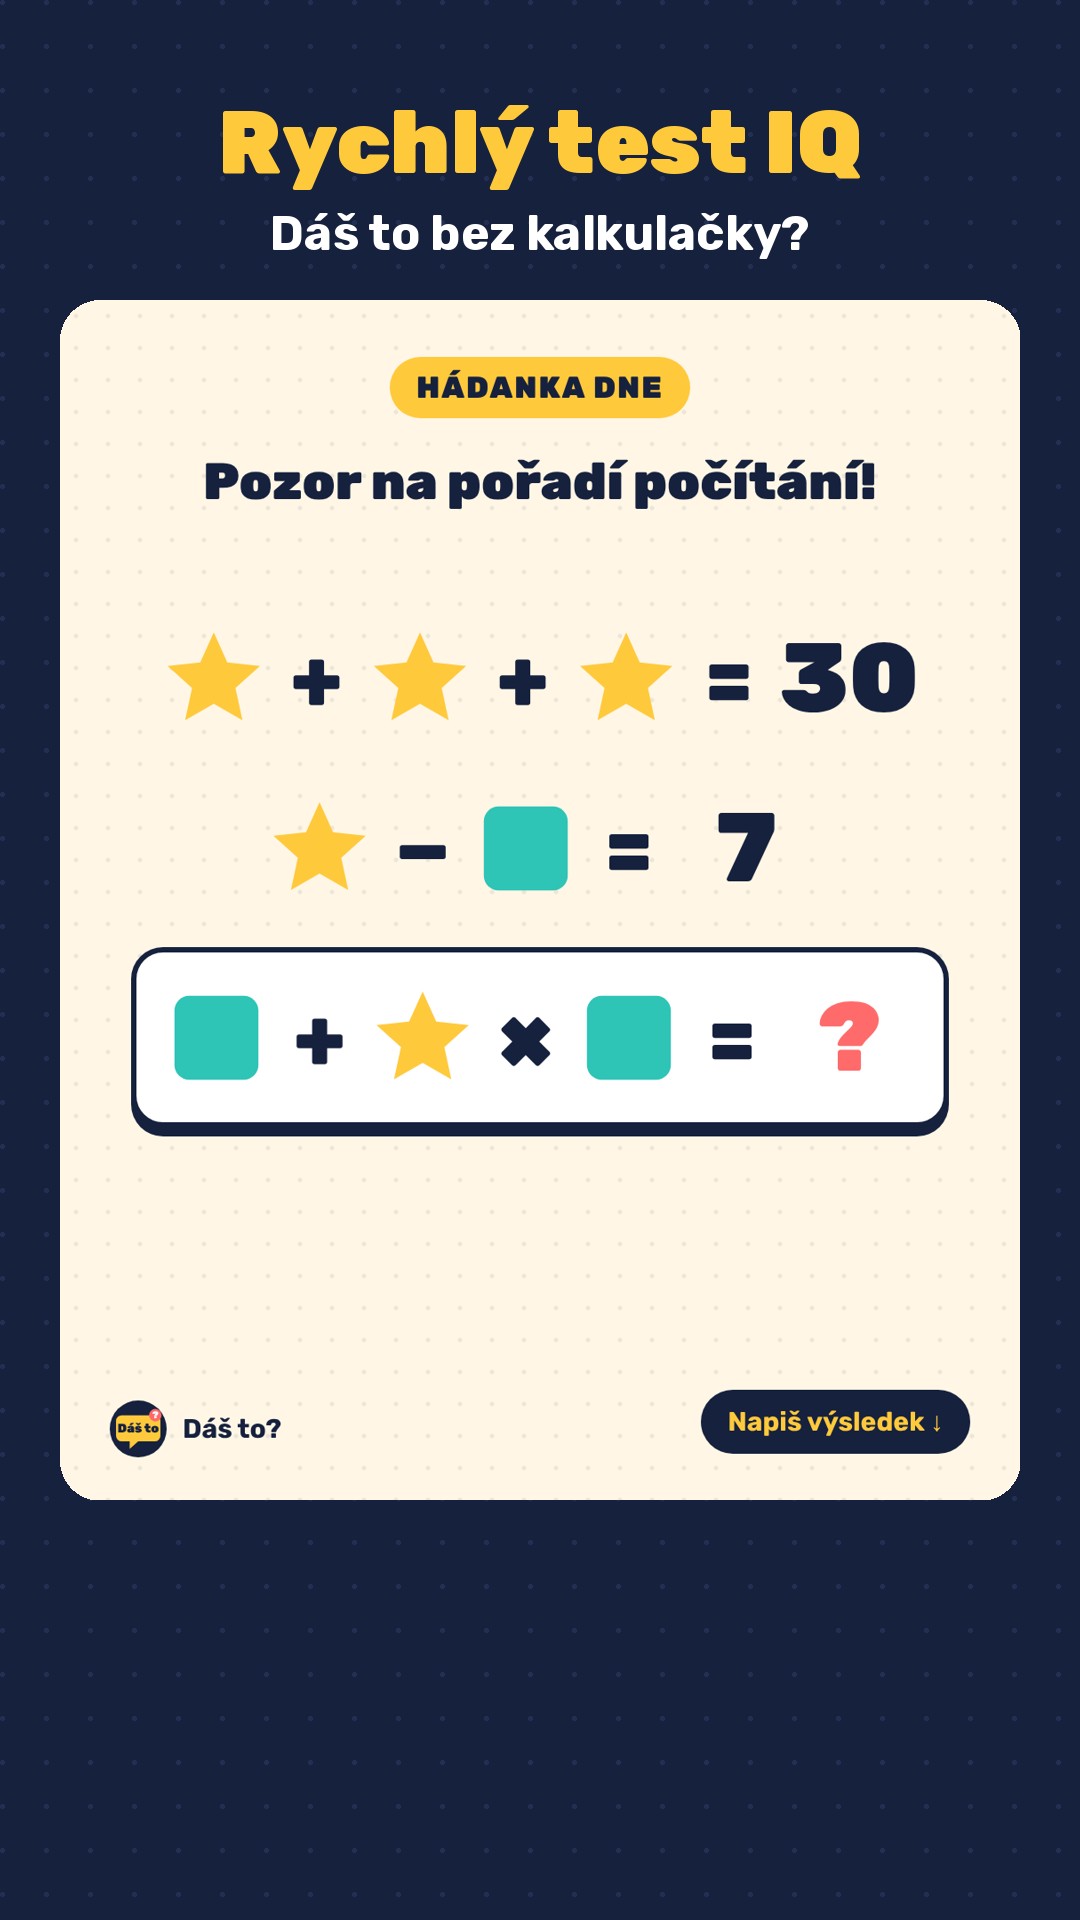 Rychlý test IQ
Dáš to bez kalkulačky?
HÁDANKA DNE
Pozor na pořadí počítání!
+ + = 30
− = 7
+ × = ?
Dáš to ?
Dáš to?
Napiš výsledek ↓